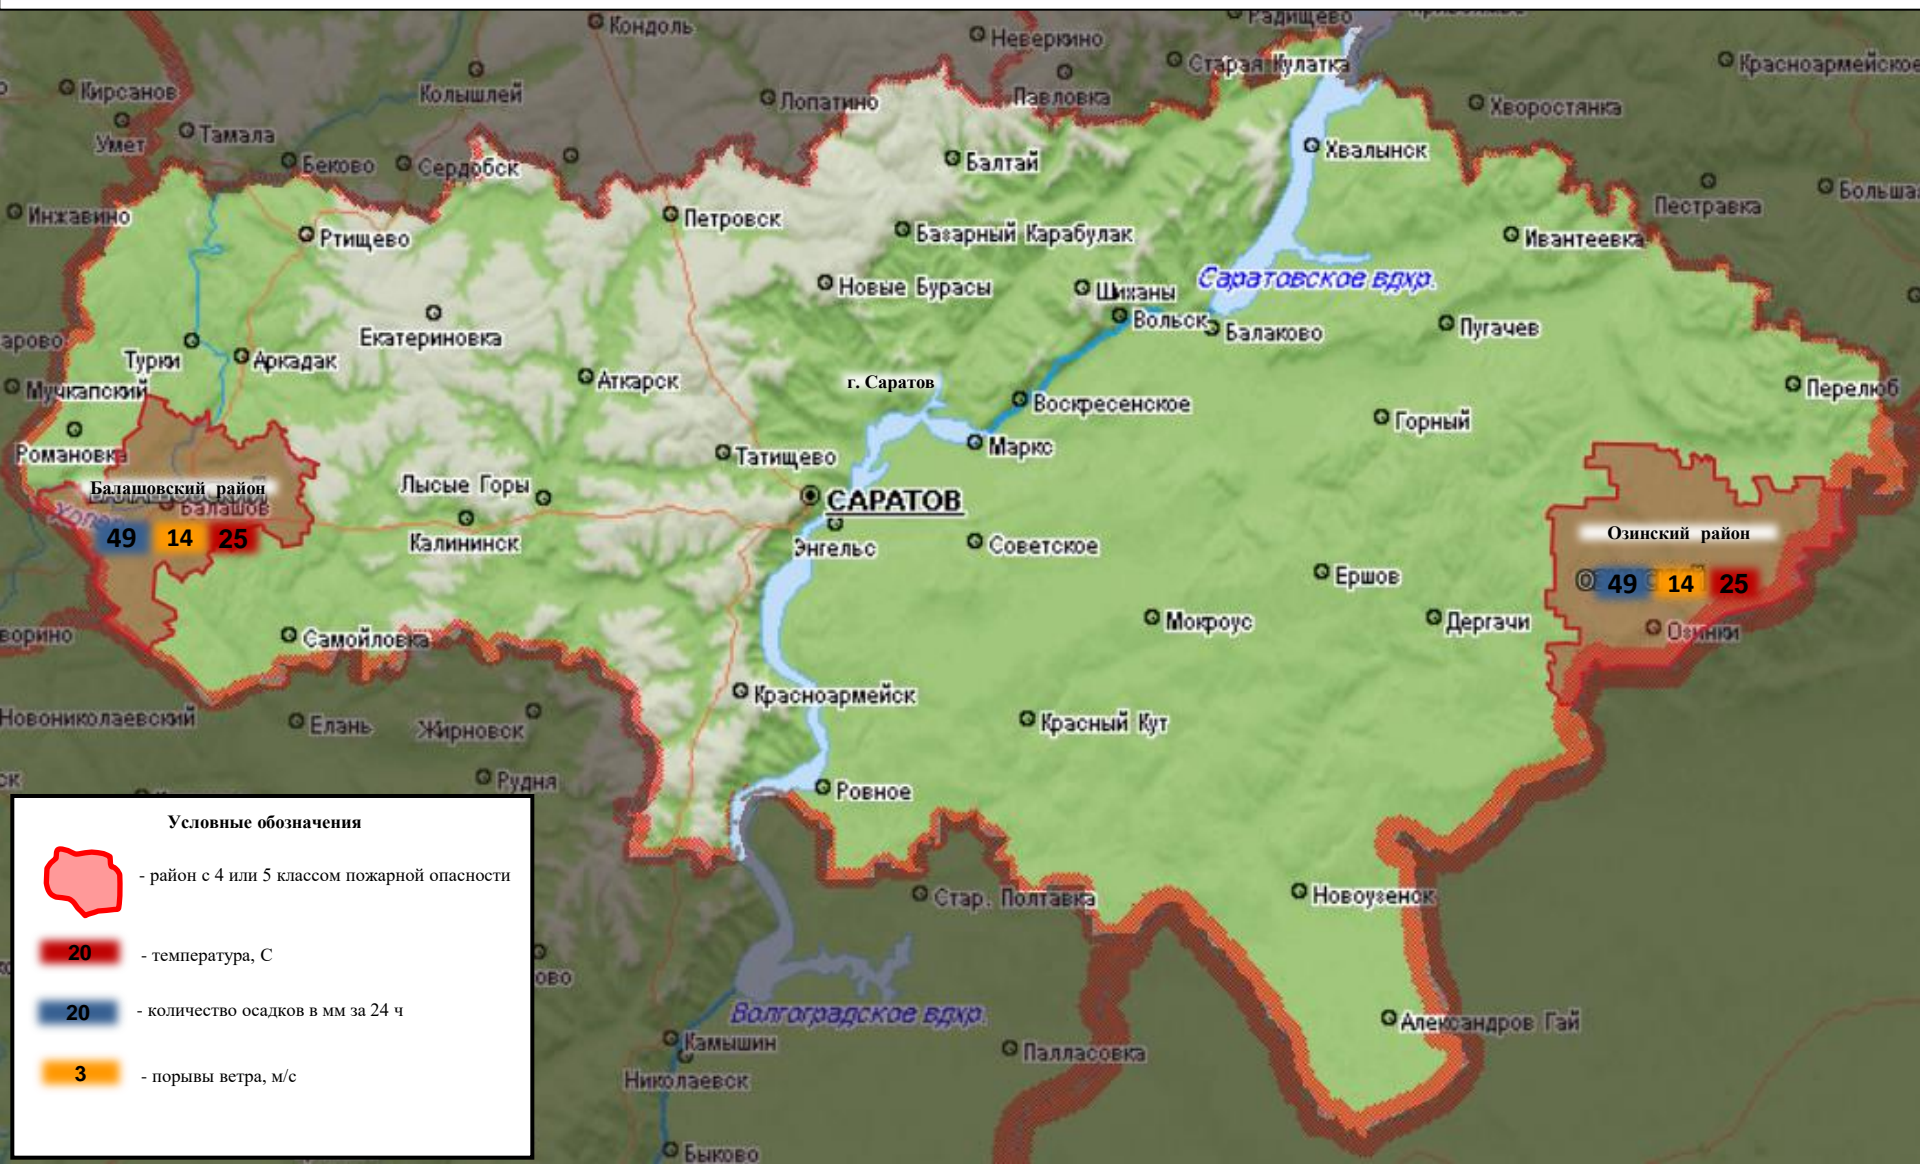 Радищево
Кондоль
Неверкино
Старая Кулатка
Красноармейское
Кирсанов
Колышлей
Лопатино
Павловка
Хворостянка
Умет
Тамала
Беково
Сердобск
Балтай
Хвалынск
Пестравка
Инжавино
Петровск
Ртищево
Базарный Карабулак
Ивантеевка
Саратовское вдхр.
Новые Бурасы
Шиханы
Вольск
Балаково
Пугачев
Екатериновка
Турки
Аркадак
Аткарск
г. Саратов
Мучкапский
Воскресенское
Перелюб
Горный
Романовка
Татищево
Маркс
Лысые Горы
Балашовский район
Балашов
САРАТОВ
49 14 25
Калининск
Энгельс
Советское
Озинский район
49 14 25
Ершов
Мокроус
Дергачи
Озинки
Самойловка
Красноармейск
Новониколаевский
Елань
Жирновск
Красный Кут
Рудня
Ровное
Условные обозначения
- район с 4 или 5 классом пожарной опасности
20 - температура, С
20 - количество осадков в мм за 24 ч
3 - порывы ветра, м/с
Стар. Полтавка
Новоузенск
Волгоградское вдхр.
Александров Гай
Камышин
Палласовка
Николаевск
Быково